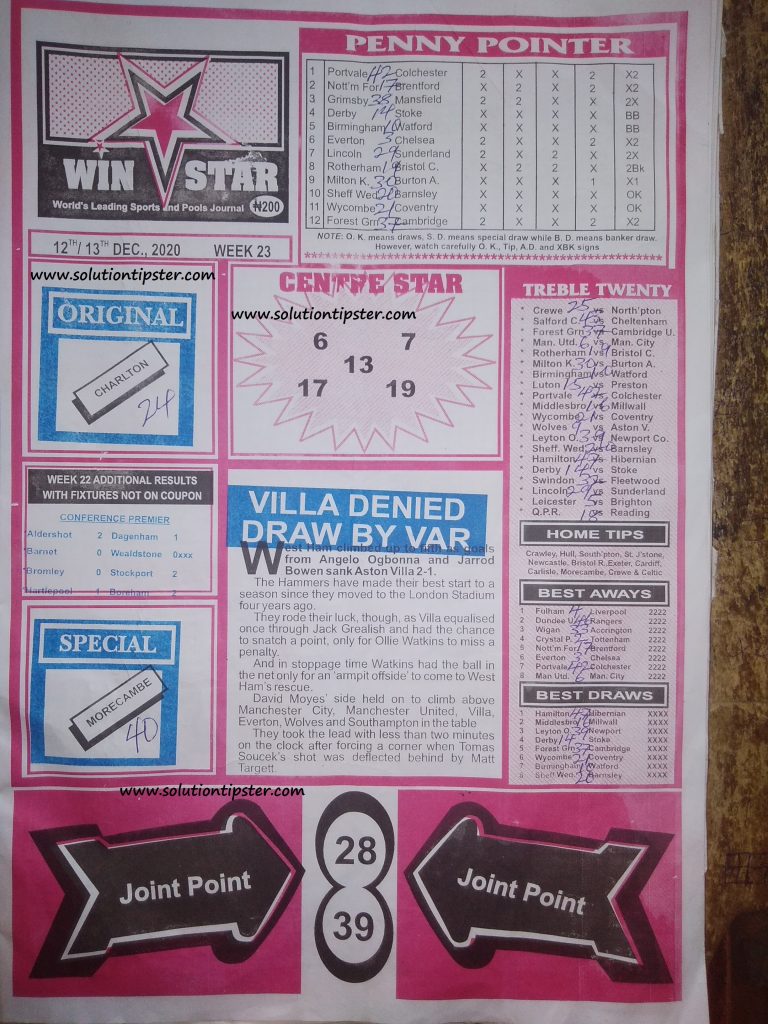 WIN STAR
World's Leading Sports and Pools Journal
₦200
12TH/ 13TH DEC., 2020 WEEK 23
PENNY POINTER
1 Portvale 42 Colchester 2 X X 2 X2
2 Nott'm For 17 Brentford X 2 2 X X2
3 Grimsby 38 Mansfield 2 2 X X 2X
4 Derby 14 Stoke X X X X BB
5 Birmingham Watford X X X X BB
6 Everton 3 Chelsea 2 X X 2 X2
7 Lincoln 29 Sunderland 2 X 2 X 2X
8 Rotherham Bristol C. X 2 2 X 2Bk
9 Milton K. 30 Burton A. X X X 1 X1
10 Sheff Wed 20 Barnsley X X X X OK
11 Wycombe 21 Coventry X X X X OK
12 Forest Grn 37 Cambridge 2 X X X X2
NOTE: O. K. means draws, S. D. means special draw while B. D. means banker draw.
However, watch carefully O. K., Tip, A.D. and XBK signs
www.solutiontipster.com
ORIGINAL
CHARLTON
24
CENTRE STAR
www.solutiontipster.com
6 7
13
17 19
TREBLE TWENTY
* Crewe 25 vs North'pton
* Salford C. vs Cheltenham
* Forest Grn 37 Cambridge U.
* Man. Utd. 6 vs Man. City
* Rotherham vs Bristol C.
* Milton K. 30 vs Burton A.
* Birmingham vs Watford
* Luton 15 vs Preston
* Portvale 42 vs Colchester
* Middlesbro 16 vs Millwall
* Wycombe 21 vs Coventry
* Wolves 9 vs Aston V.
* Leyton O. 39 vs Newport Co.
* Sheff. Wed. 20 vs Barnsley
* Hamilton 47 vs Hibernian
* Derby 14 vs Stoke
* Swindon vs Fleetwood
* Lincoln 29 vs Sunderland
* Leicester 5 vs Brighton
* Q.P.R. 18 vs Reading
WEEK 22 ADDITIONAL RESULTS
WITH FIXTURES NOT ON COUPON
CONFERENCE PREMIER
*Aldershot 2 Dagenham 1
*Barnet 0 Wealdstone 0xxx
*Bromley 0 Stockport 2
*Hartlepool 1 Boreham 2
VILLA DENIED
DRAW BY VAR
West Ham climbed up to fifth as goals
from Angelo Ogbonna and Jarrod
Bowen sank Aston Villa 2-1.
The Hammers have made their best start to a
season since they moved to the London Stadium
four years ago.
They rode their luck, though, as Villa equalised
once through Jack Grealish and had the chance
to snatch a point, only for Ollie Watkins to miss a
penalty.
And in stoppage time Watkins had the ball in
the net only for an 'armpit offside' to come to West
Ham's rescue.
David Moyes' side held on to climb above
Manchester City, Manchester United, Villa,
Everton, Wolves and Southampton in the table
They took the lead with less than two minutes
on the clock after forcing a corner when Tomas
Soucek's shot was deflected behind by Matt
Targett.
HOME TIPS
Crawley, Hull, South'pton, St. J'stone,
Newcastle, Bristol R.,Exeter, Cardiff,
Carlisle, Morecambe, Crewe & Celtic
BEST AWAYS
1 Fulham 4 Liverpool 2222
2 Dundee U. 46 Rangers 2222
3 Wigan 35 Accrington 2222
4 Crystal P. 2 Tottenham 2222
5 Nott'm For 17 Brentford 2222
6 Everton 3 Chelsea 2222
7 Portvale 42 Colchester 2222
8 Man Utd. 6 Man. City 2222
BEST DRAWS
1 Hamilton 47 Hibernian XXXX
2 Middlesbro 16 Millwall XXXX
3 Leyton O. 39 Newport XXXX
4 Derby 14 Stoke XXXX
5 Forest Grn 37 Cambridge XXXX
6 Wycombe 21 Coventry XXXX
7 Birmingham Watford XXXX
8 Sheff Wed. 20 Barnsley XXXX
SPECIAL
MORECAMBE
40
www.solutiontipster.com
Joint Point
28
39
Joint Point